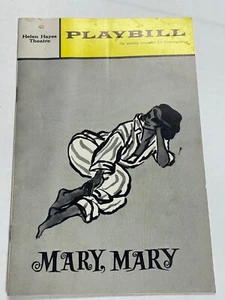 Helen Hayes
Theatre
PLAYBILL
MARY, MARY